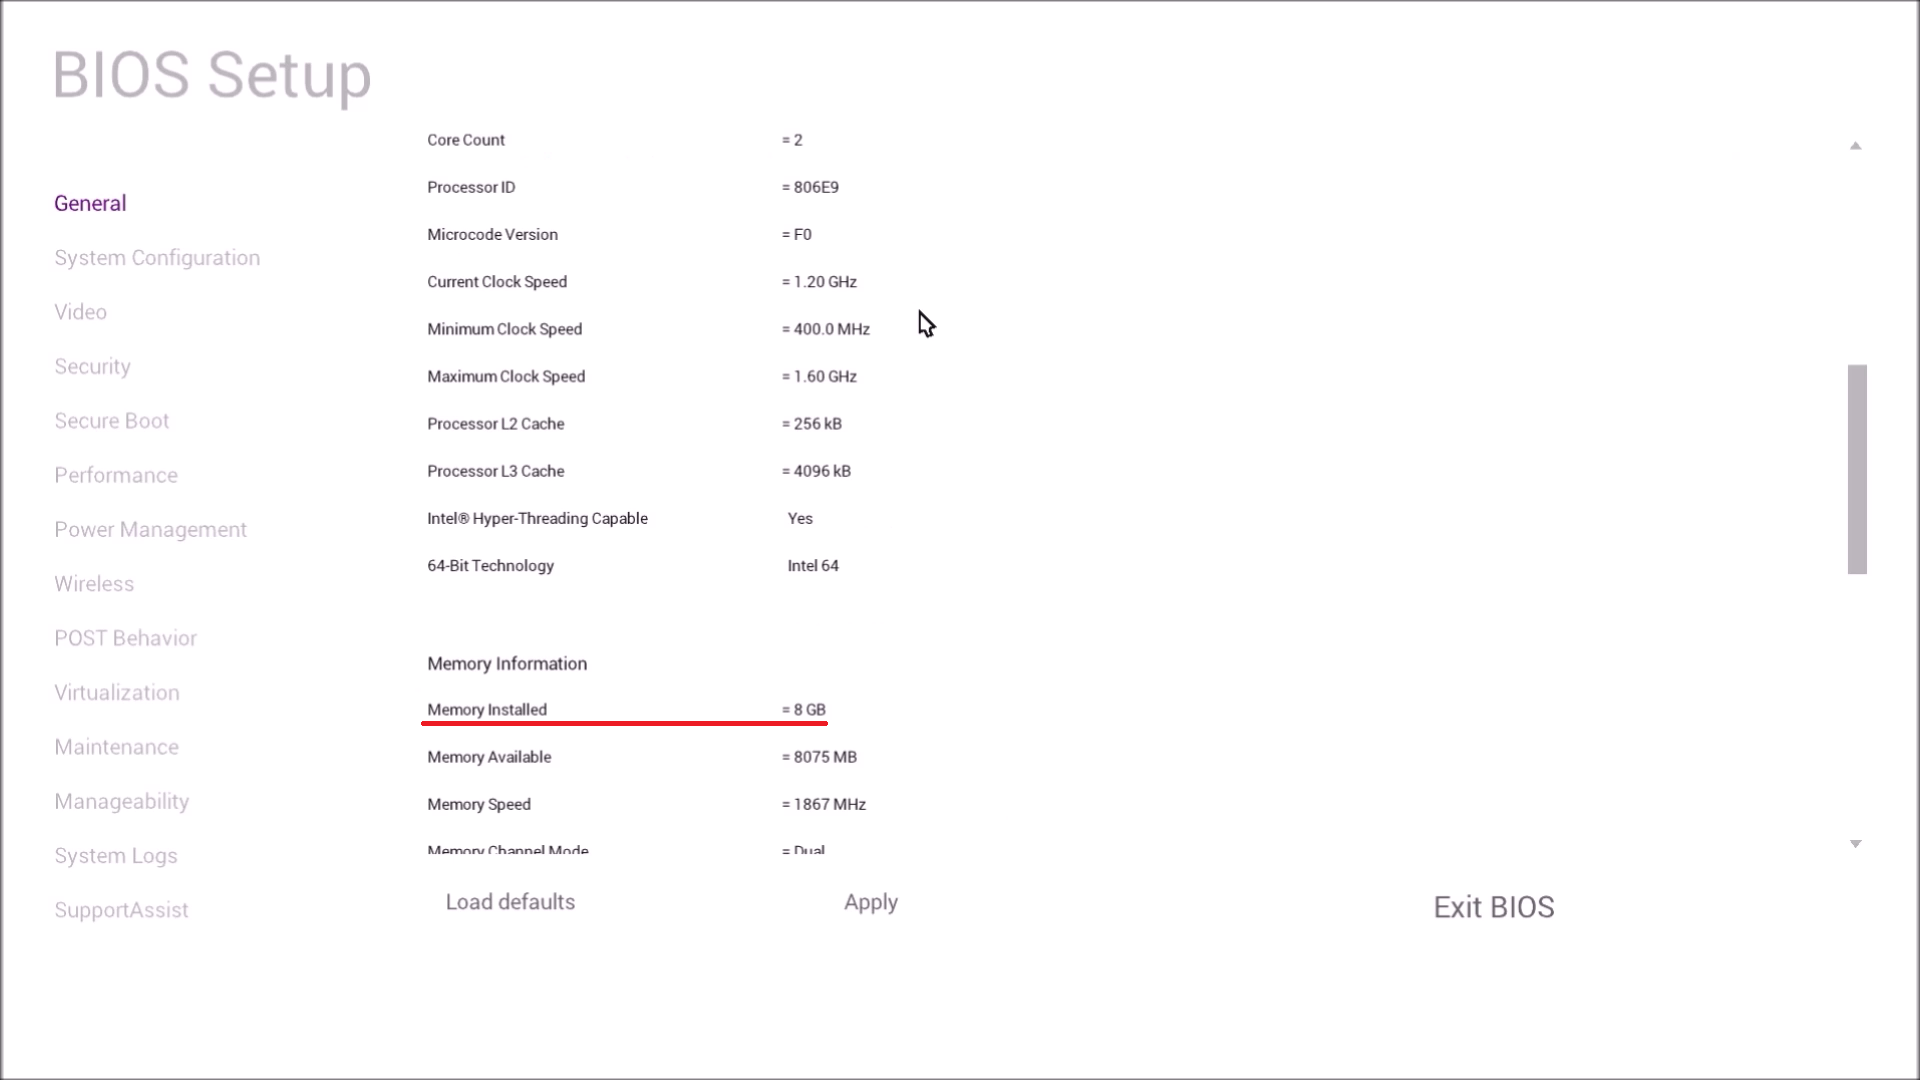 BIOS Setup
General
System Configuration
Video
Security
Secure Boot
Performance
Power Management
Wireless
POST Behavior
Virtualization
Maintenance
Manageability
System Logs
SupportAssist
Core Count = 2
Processor ID = 806E9
Microcode Version = F0
Current Clock Speed = 1.20 GHz
Minimum Clock Speed = 400.0 MHz
Maximum Clock Speed = 1.60 GHz
Processor L2 Cache = 256 kB
Processor L3 Cache = 4096 kB
Intel® Hyper-Threading Capable Yes
64-Bit Technology Intel 64
Memory Information
Memory Installed = 8 GB
Memory Available = 8075 MB
Memory Speed = 1867 MHz
Memory Channel Mode = Dual
Load defaults Apply Exit BIOS